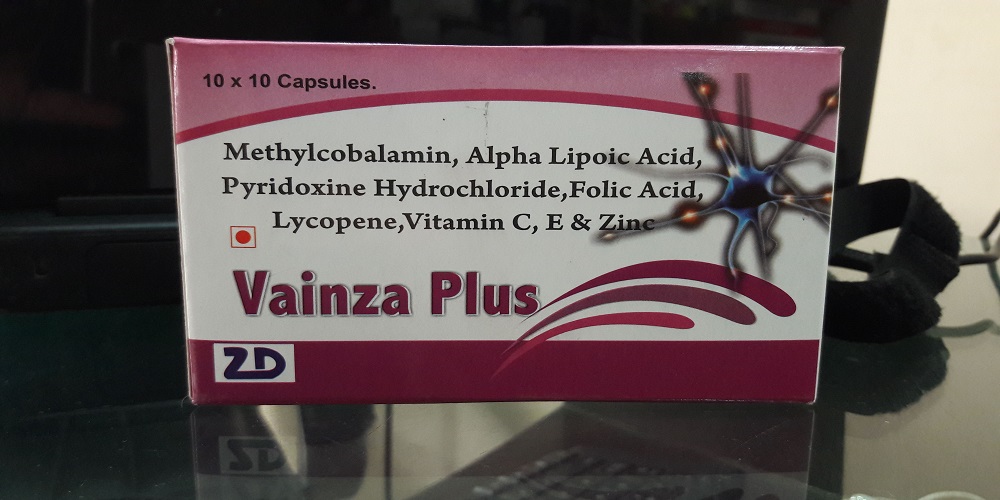 10 x 10 Capsules.
Methylcobalamin, Alpha Lipoic Acid,
Pyridoxine Hydrochloride,Folic Acid,
Lycopene,Vitamin C, E & Zinc
Vainza Plus
ZD